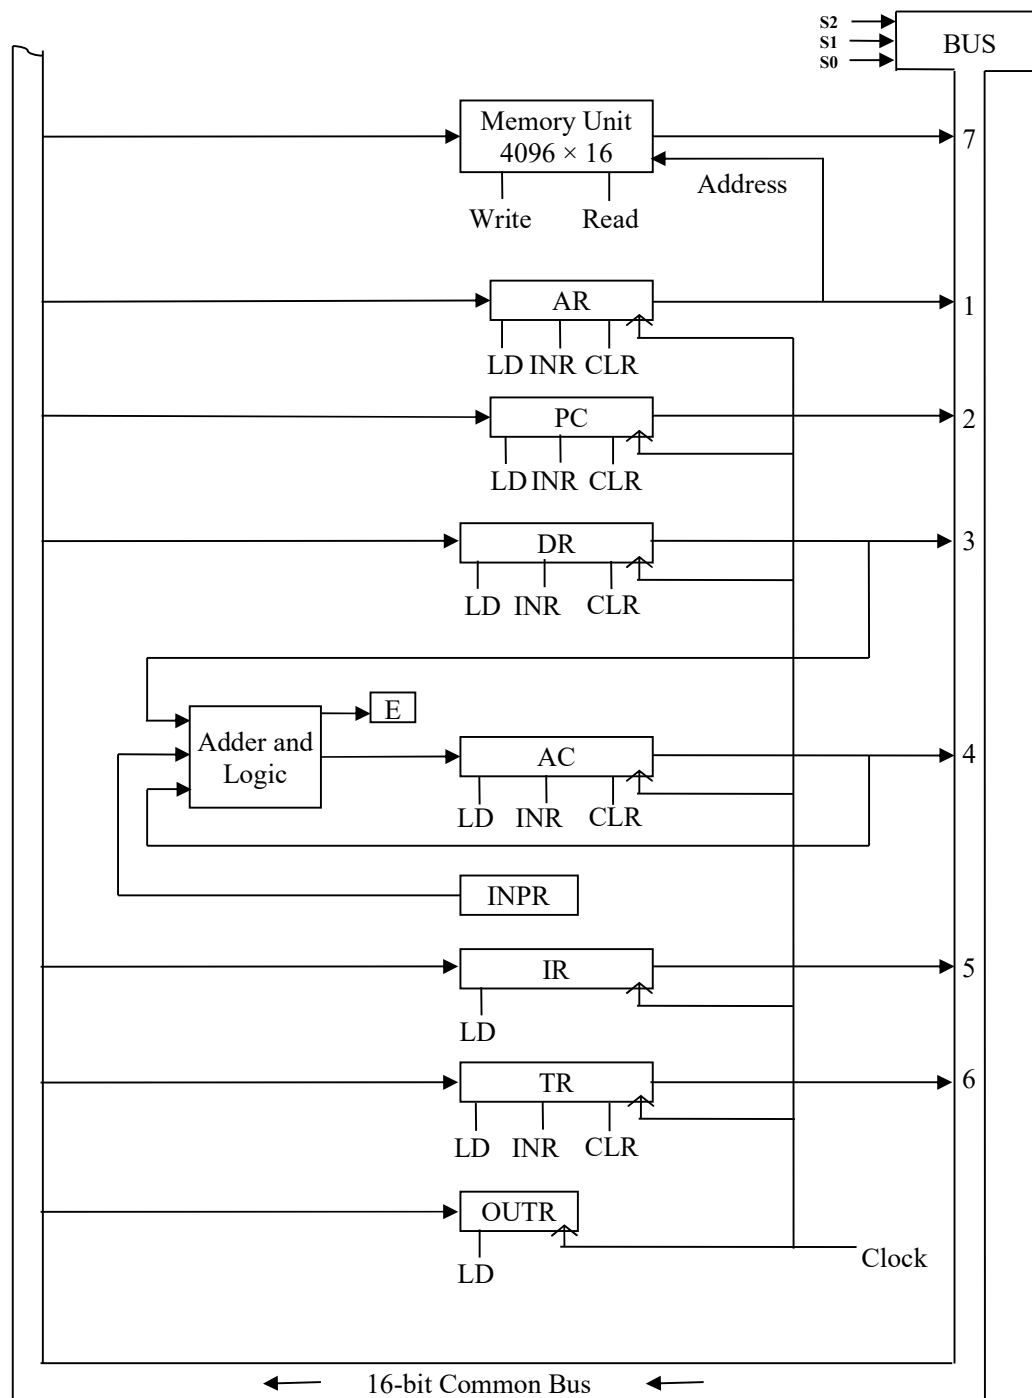 S2
S1
S0
BUS
Memory Unit
4096 × 16
7
Address
Write Read
AR
1
LD INR CLR
PC
2
LD INR CLR
DR
3
LD INR CLR
E
Adder and
Logic
AC
4
LD INR CLR
INPR
IR
5
LD
TR
6
LD INR CLR
OUTR
Clock
LD
16-bit Common Bus